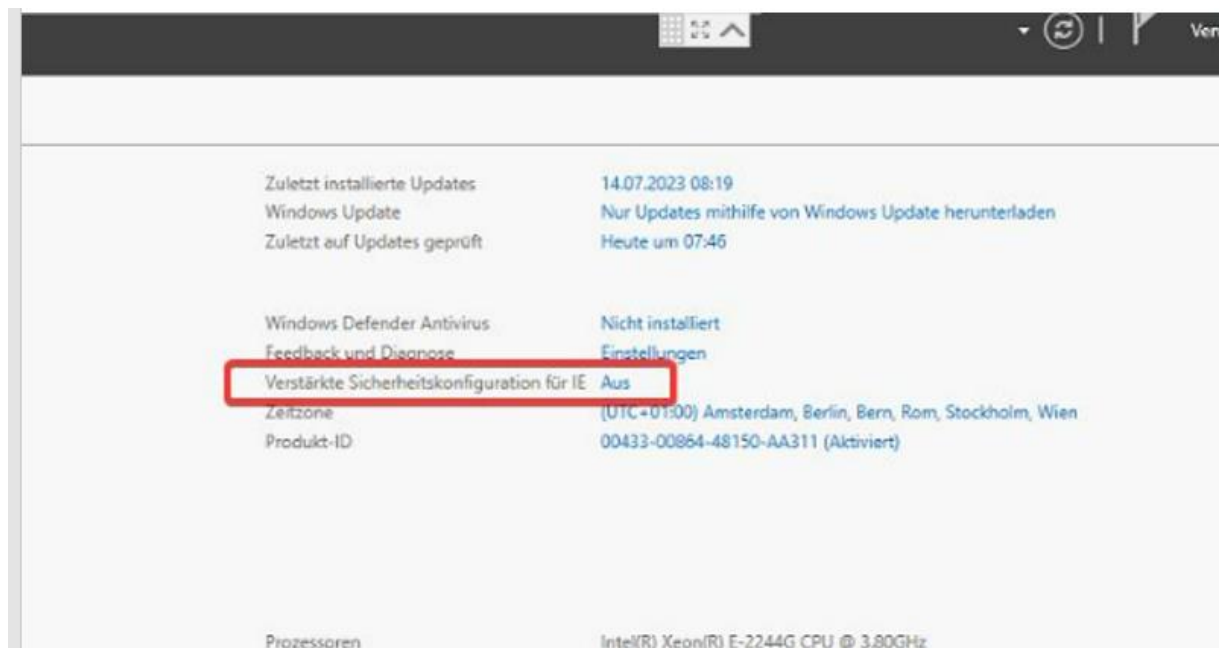 Ver
Zuletzt installierte Updates 14.07.2023 08:19
Windows Update Nur Updates mithilfe von Windows Update herunterladen
Zuletzt auf Updates geprüft Heute um 07:46
Windows Defender Antivirus Nicht installiert
Feedback und Diagnose Einstellungen
Verstärkte Sicherheitskonfiguration für IE Aus
Zeitzone (UTC+01:00) Amsterdam, Berlin, Bern, Rom, Stockholm, Wien
Produkt-ID 00433-00864-48150-AA311 (Aktiviert)
Prozessoren Intel(R) Xeon(R) E-2244G CPU @ 3.80GHz